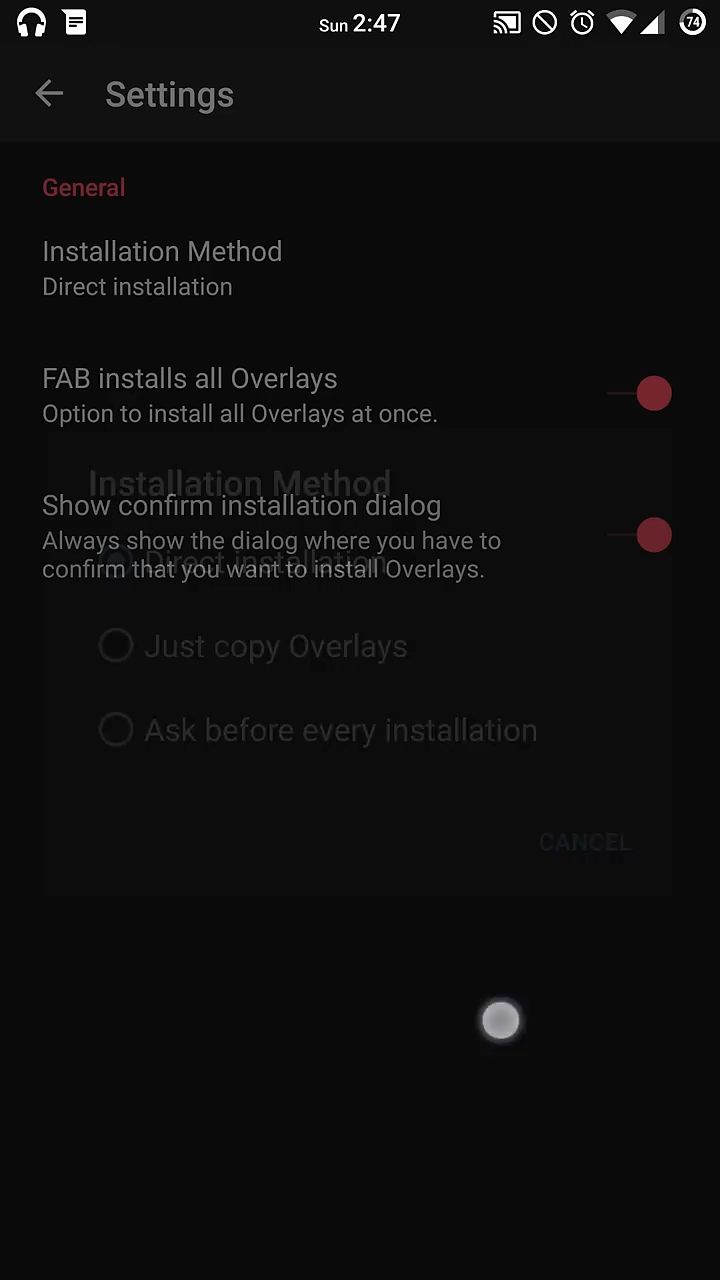 Sun 2:47
74
Settings
General
Installation Method
Direct installation
FAB installs all Overlays
Option to install all Overlays at once.
Installation Method
Show confirm installation dialog
Always show the dialog where you have to
Direct installation
confirm that you want to install Overlays.
Just copy Overlays
Ask before every installation
CANCEL